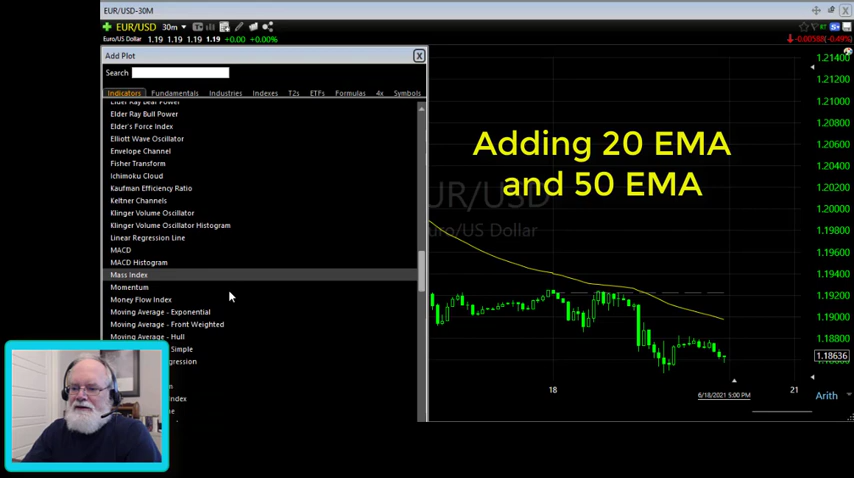 EUR/USD-30M
EUR/USD 30m
Euro/US Dollar 1.19 1.19 1.19 1.19 +0.00 +0.00%
-0.00588(-0.49%)
Add Plot
X
Search
Indicators Fundamentals Industries Indexes T2s ETFs Formulas 4x Symbols
Elder Ray Bear Power
Elder Ray Bull Power
Elder's Force Index
Elliott Wave Oscillator
Envelope Channel
Fisher Transform
Ichimoku Cloud
Kaufman Efficiency Ratio
Keltner Channels
Klinger Volume Oscillator
Klinger Volume Oscillator Histogram
Linear Regression Line
MACD
MACD Histogram
Mass Index
Momentum
Money Flow Index
Moving Average - Exponential
Moving Average - Front Weighted
Moving Average - Hull
Simple
Adding 20 EMA
and 50 EMA
EUR/USD
Euro/US Dollar
1.21400
1.21000
1.20800
1.20600
1.20400
1.20200
1.20000
1.19800
1.19600
1.19400
1.19200
1.19000
1.18800
1.18636
1.18400
18
6/18/2021 5:00 PM
21
Arith